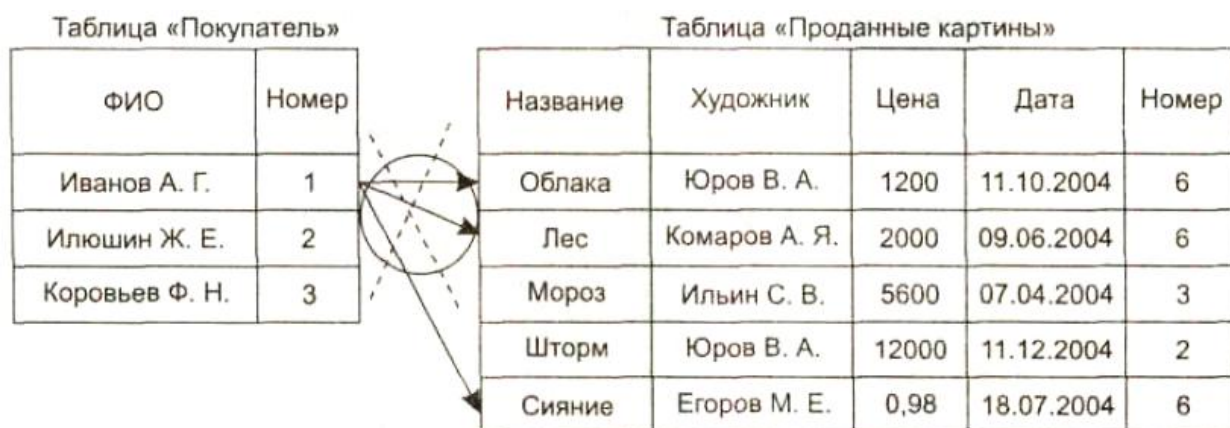 Таблица «Покупатель»
ФИО Номер
Иванов А. Г. 1
Илюшин Ж. Е. 2
Коровьев Ф. Н. 3
Таблица «Проданные картины»
Название Художник Цена Дата Номер
Облака Юров В. А. 1200 11.10.2004 6
Лес Комаров А. Я. 2000 09.06.2004 6
Мороз Ильин С. В. 5600 07.04.2004 3
Шторм Юров В. А. 12000 11.12.2004 2
Сияние Егоров М. Е. 0,98 18.07.2004 6